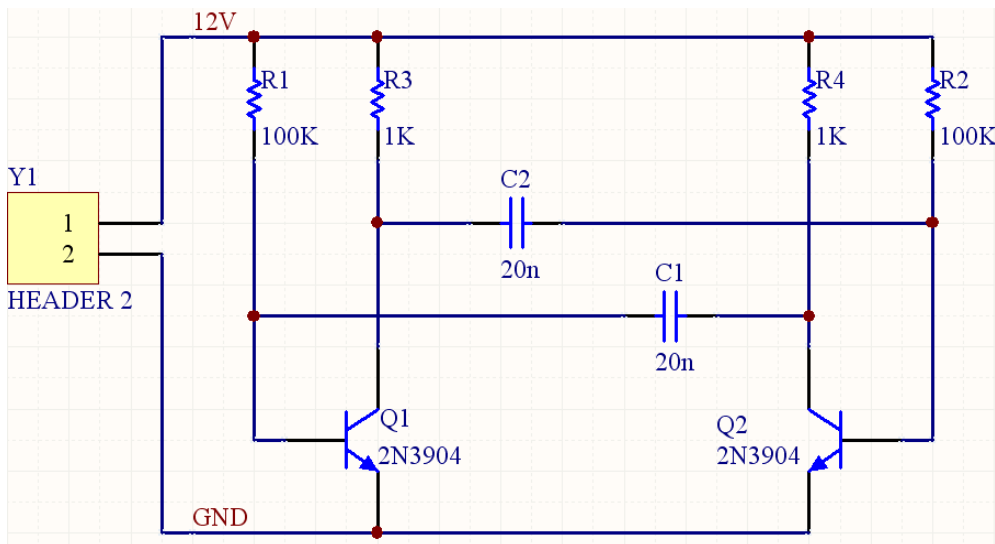 12V
R1
100K
R3
1K
R4
1K
R2
100K
Y1
1
2
HEADER 2
C2
20n
C1
20n
Q1
2N3904
Q2
2N3904
GND